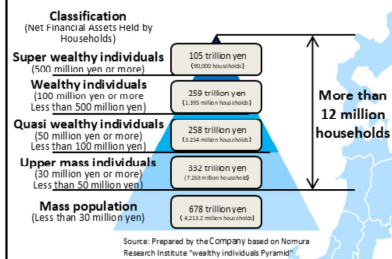 Classification
(Net Financial Assets Held by
Households)
Super wealthy individuals
(500 million yen or more)
105 trillion yen
(90,000 households)
Wealthy individuals
(100 million yen or more
Less than 500 million yen)
259 trillion yen
(1.395 million households)
Quasi wealthy individuals
(50 million yen or more
Less than 100 million yen)
258 trillion yen
(3.254 million households)
Upper mass individuals
(30 million yen or more
Less than 50 million yen)
332 trillion yen
(7.263 million households)
Mass population
(Less than 30 million yen)
678 trillion yen
( 4,213.2 million households)
More than
12 million
households
Source: Prepared by the Company based on Nomura
Research Institute "wealthy individuals Pyramid"